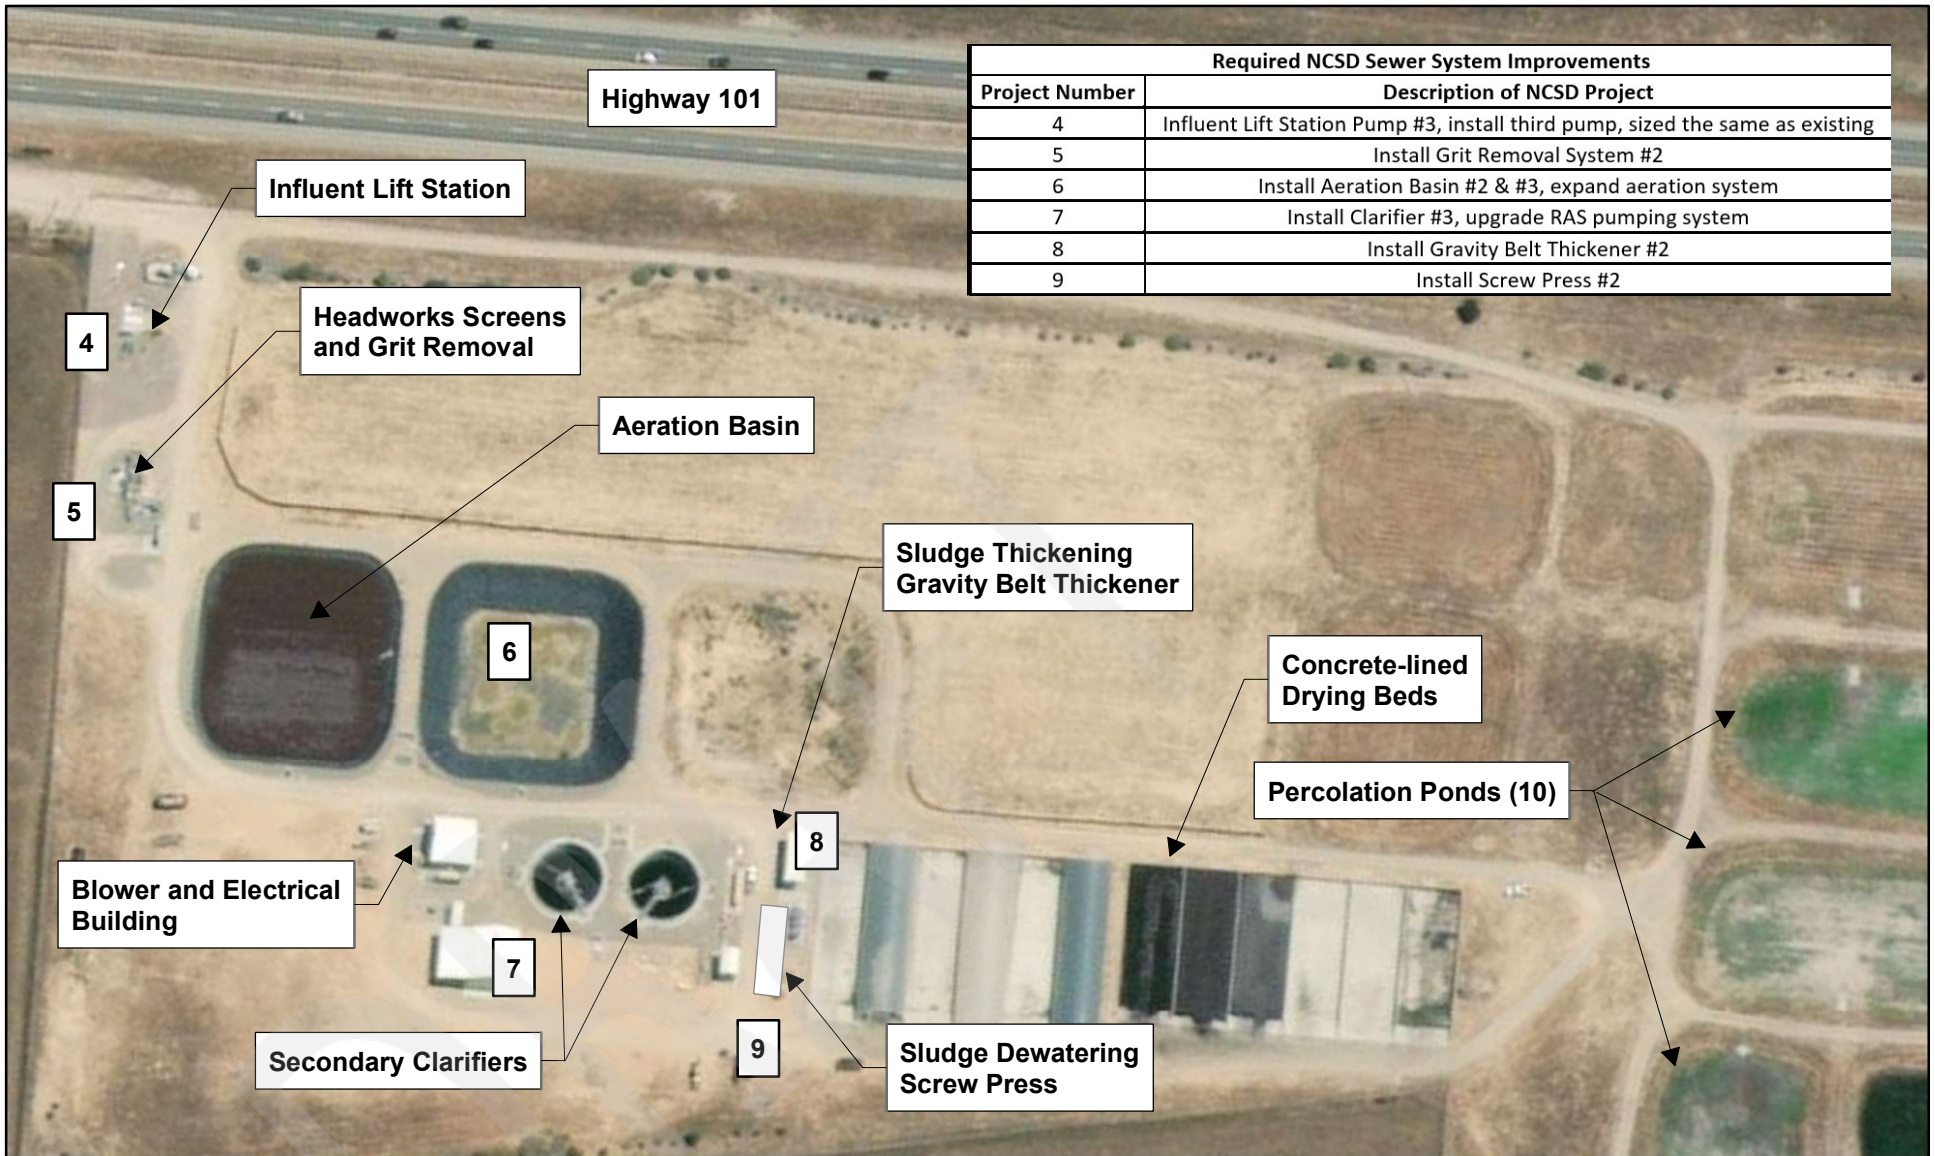 Highway 101
Required NCSD Sewer System Improvements
Project Number Description of NCSD Project
4 Influent Lift Station Pump #3, install third pump, sized the same as existing
5 Install Grit Removal System #2
6 Install Aeration Basin #2 & #3, expand aeration system
7 Install Clarifier #3, upgrade RAS pumping system
8 Install Gravity Belt Thickener #2
9 Install Screw Press #2
Influent Lift Station
4
Headworks Screens
and Grit Removal
5
Aeration Basin
Sludge Thickening
Gravity Belt Thickener
6
Concrete-lined
Drying Beds
Percolation Ponds (10)
8
Blower and Electrical
Building
7
Secondary Clarifiers
9
Sludge Dewatering
Screw Press